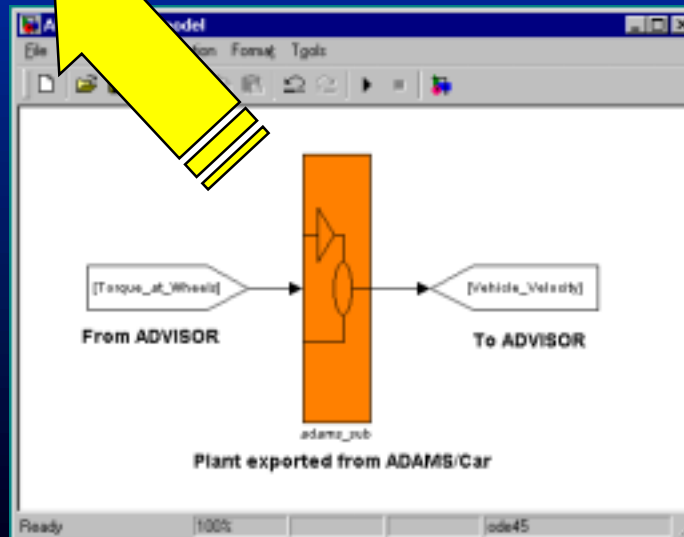 A odel
File ion Format Tools
[Torque_at_Wheels] [Vehicle_Velocity]
From ADVISOR To ADVISOR
adams_sub
Plant exported from ADAMS/Car
Ready 100% ode45